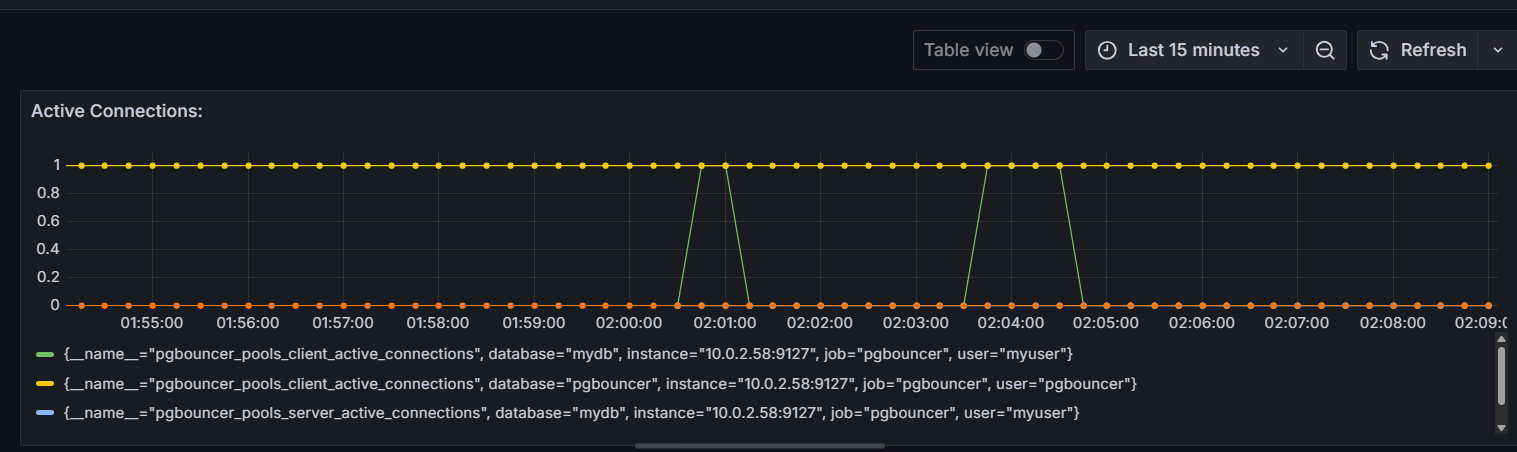 Table view Last 15 minutes Refresh
Active Connections:
1
0.8
0.6
0.4
0.2
0
01:55:00 01:56:00 01:57:00 01:58:00 01:59:00 02:00:00 02:01:00 02:02:00 02:03:00 02:04:00 02:05:00 02:06:00 02:07:00 02:08:00 02:09:0
{__name__="pgbouncer_pools_client_active_connections", database="mydb", instance="10.0.2.58:9127", job="pgbouncer", user="myuser"}
{__name__="pgbouncer_pools_client_active_connections", database="pgbouncer", instance="10.0.2.58:9127", job="pgbouncer", user="pgbouncer"}
{__name__="pgbouncer_pools_server_active_connections", database="mydb", instance="10.0.2.58:9127", job="pgbouncer", user="myuser"}